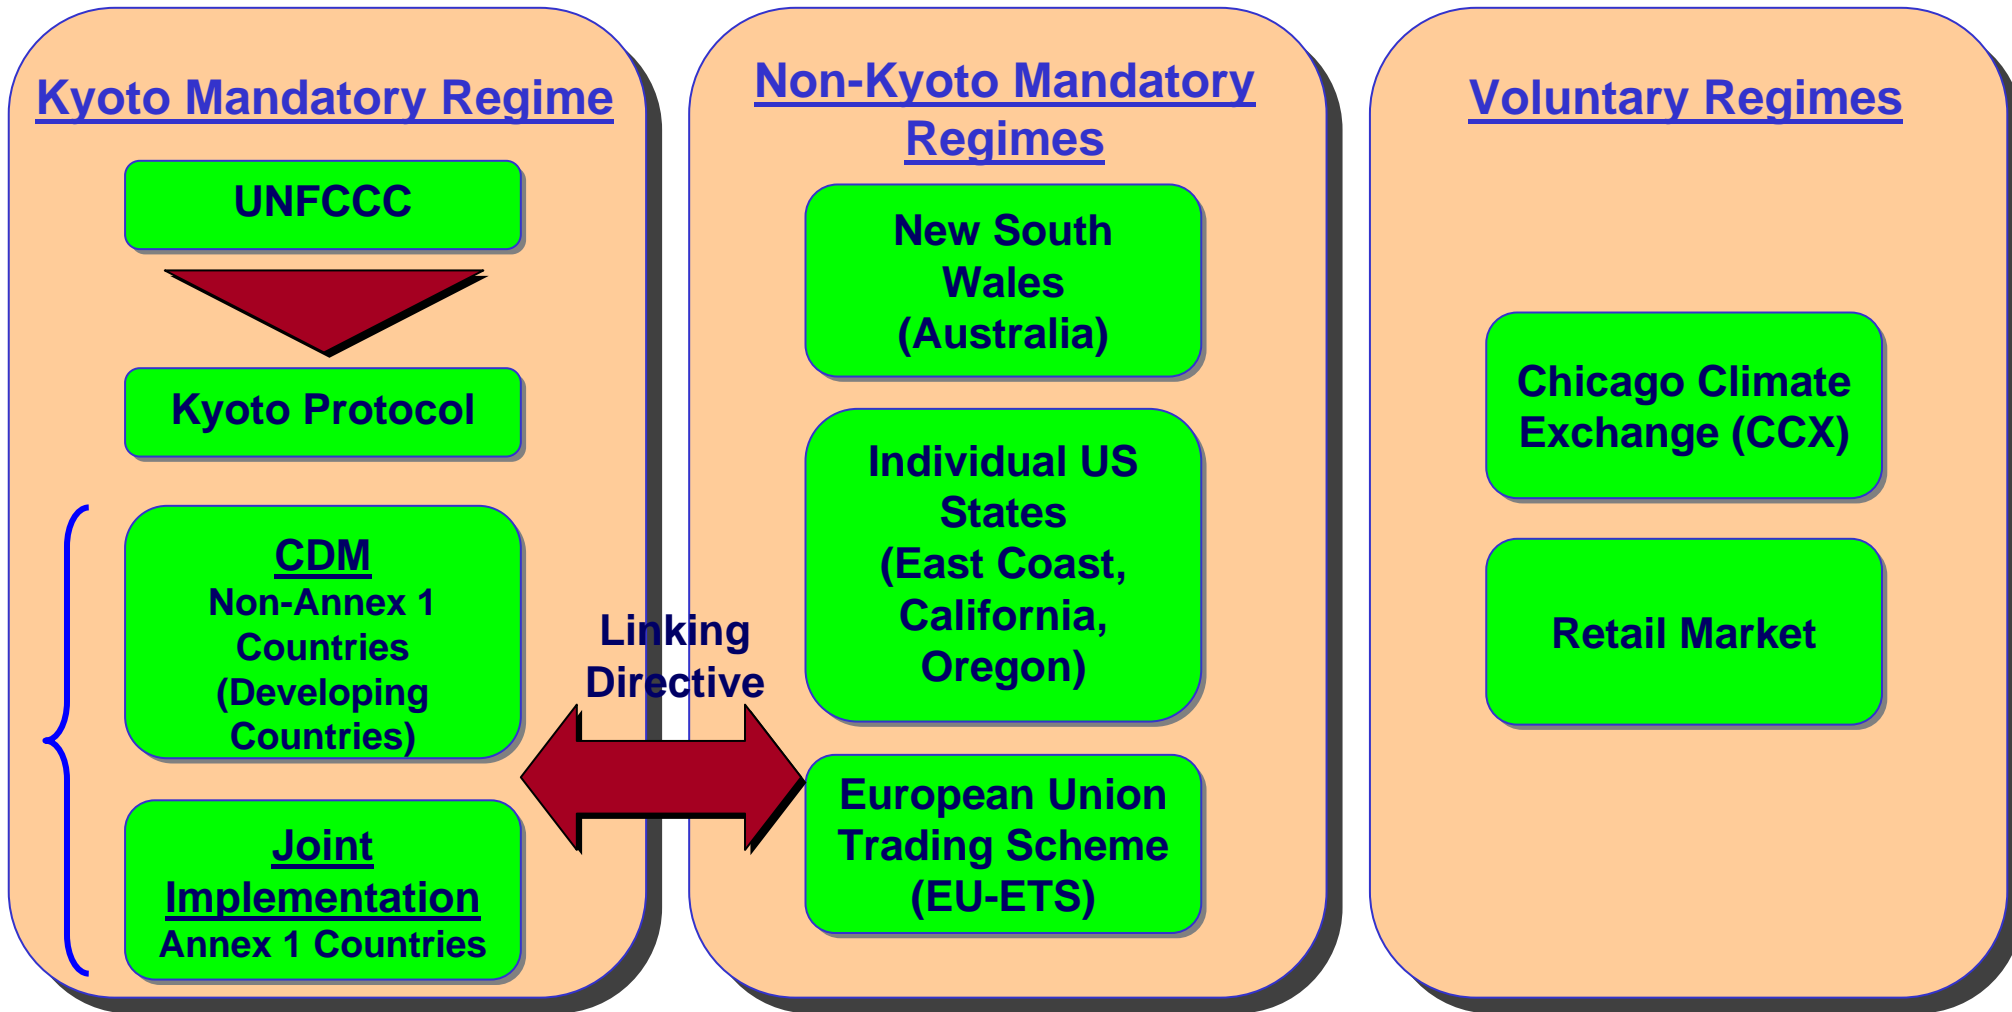 Kyoto Mandatory Regime
UNFCCC
Kyoto Protocol
CDM
Non-Annex 1
Countries
(Developing
Countries)
Joint
Implementation
Annex 1 Countries
Linking
Directive
Non-Kyoto Mandatory
Regimes
New South
Wales
(Australia)
Individual US
States
(East Coast,
California,
Oregon)
European Union
Trading Scheme
(EU-ETS)
Voluntary Regimes
Chicago Climate
Exchange (CCX)
Retail Market